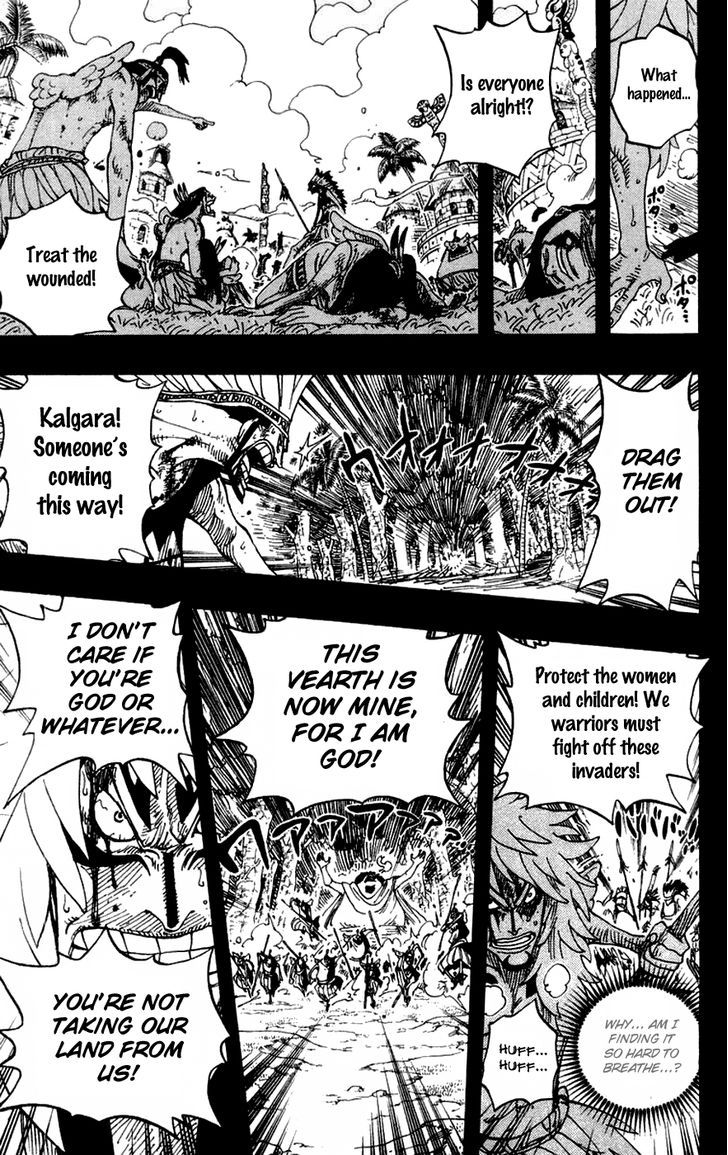 What
happened...
ボタ...
Is everyone
alright!?
Treat the
wounded!
DRAG
THEM
OUT!
Kalgara!
Someone's
coming
this way!
Protect the women
and children! We
warriors must
fight off these
invaders!
WHY... AM I
FINDING IT
SO HARD TO
BREATHE...?
HUFF...
HUFF...
THIS
VEARTH IS
NOW MINE,
FOR I AM
GOD!
I DON'T
CARE IF
YOU'RE
GOD OR
WHATEVER...
YOU'RE NOT
TAKING OUR
LAND FROM
US!